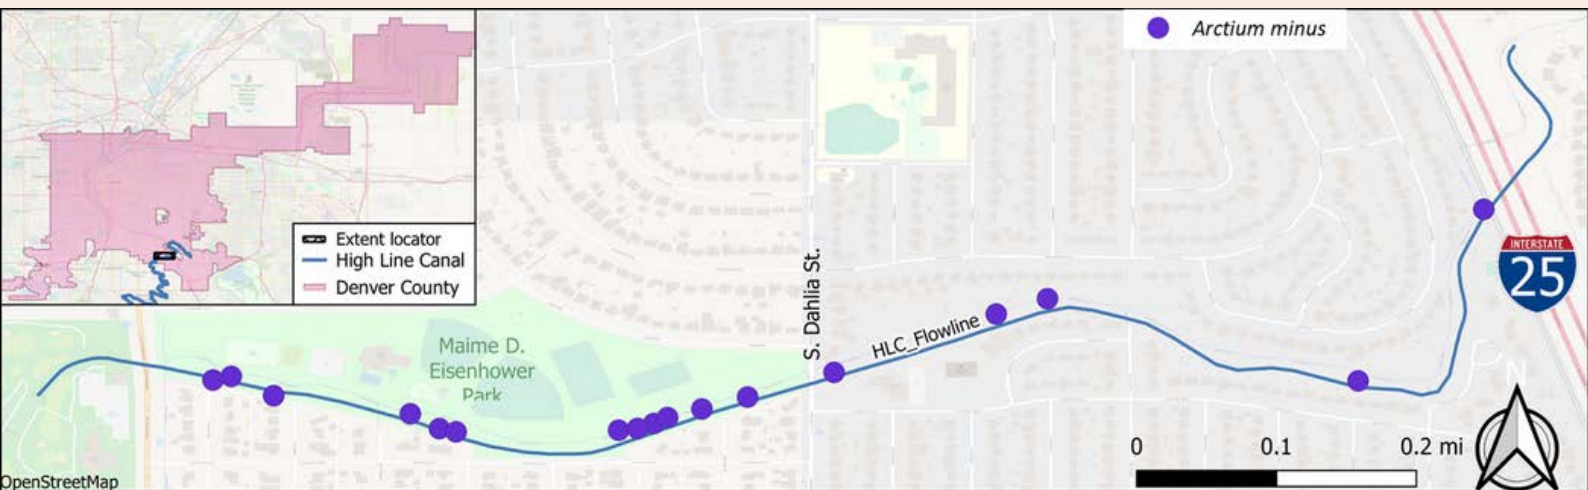 Arctium minus
Extent locator
High Line Canal
Denver County
S. Dahlia St.
INTERSTATE
25
HLC_Flowline
Maime D.
Eisenhower
Park
N
0 0.1 0.2 mi
OpenStreetMap